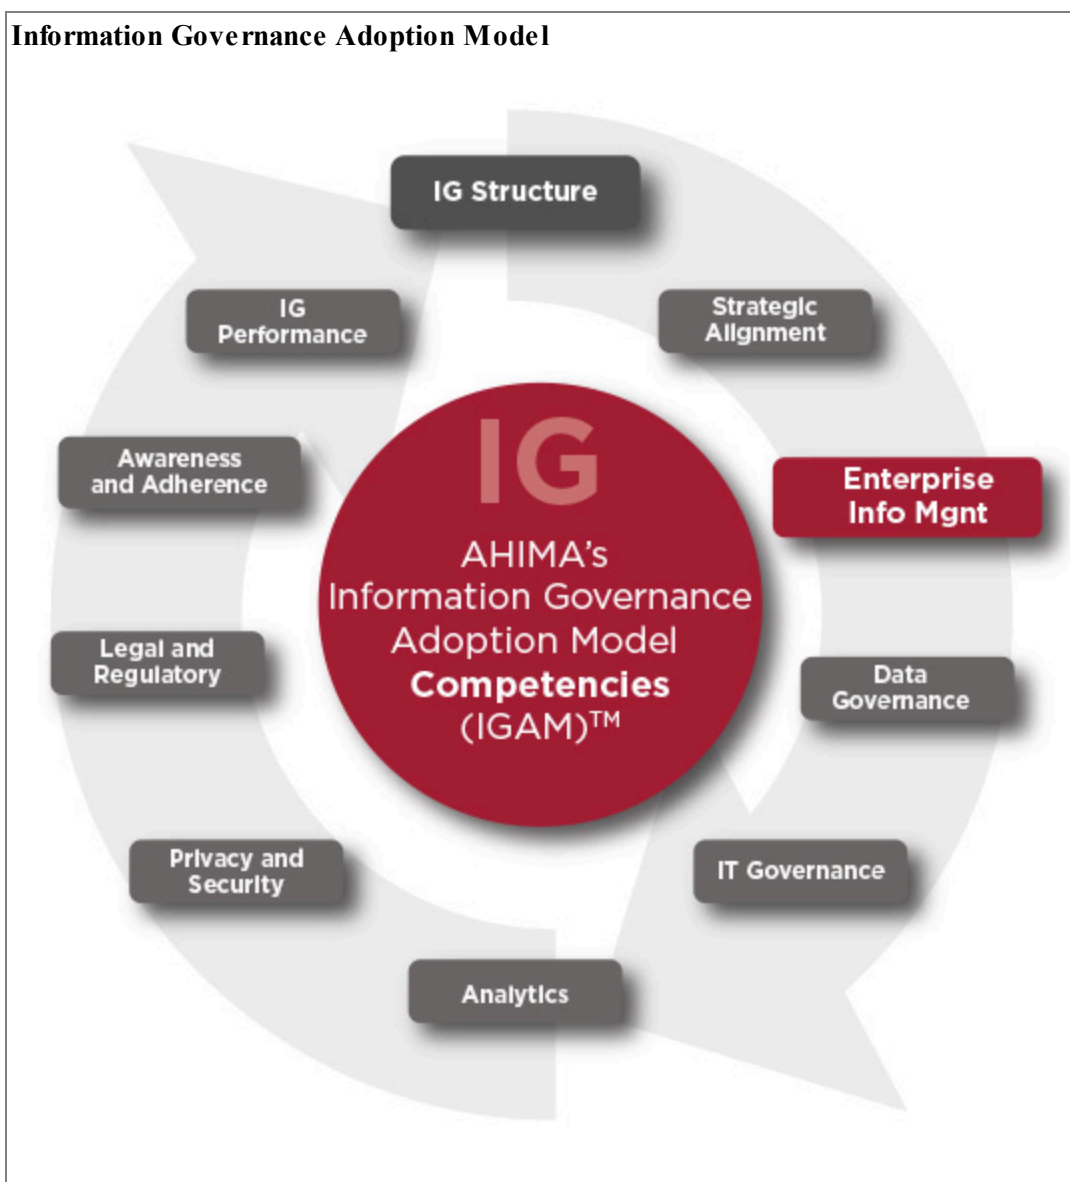 Information Governance Adoption Model
IG Structure
Strategic
Alignment
Enterprise
Info Mgnt
Data
Governance
IT Governance
Analytics
Privacy and
Security
Legal and
Regulatory
Awareness
and Adherence
IG
Performance
IG
AHIMA's
Information Governance
Adoption Model
Competencies
(IGAM)™